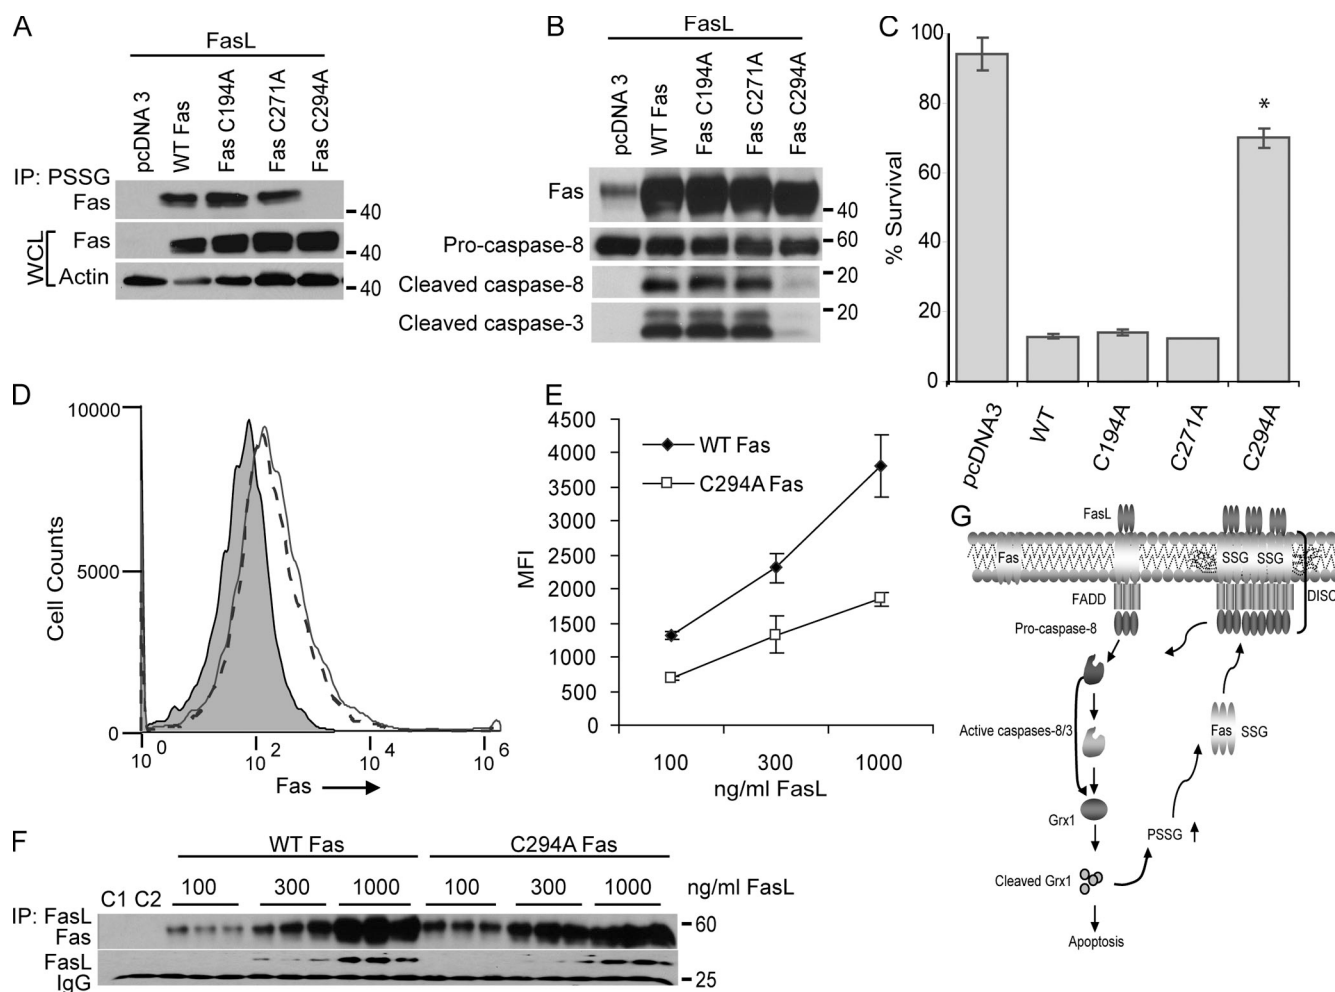 A
FasL
pcDNA 3
WT Fas
Fas C194A
Fas C271A
Fas C294A
IP: PSSG
Fas
40
WCL
Fas
40
Actin
40
B
FasL
pcDNA 3
WT Fas
Fas C194A
Fas C271A
Fas C294A
Fas
40
Pro-caspase-8
60
Cleaved caspase-8
20
Cleaved caspase-3
20
C
% Survival
100
80
60
40
20
0
*
pcDNA3
WT
C194A
C271A
C294A
D
Cell Counts
10000
5000
0
10 0
10 2
10 4
10 6
Fas
E
MFI
4500
4000
3500
3000
2500
2000
1500
1000
500
0
WT Fas
C294A Fas
100
300
1000
ng/ml FasL
F
WT Fas
C294A Fas
C1 C2 100 300 1000 100 300 1000 ng/ml FasL
IP: FasL
Fas
60
FasL
IgG
25
G
FasL
Fas
SSG SSG
FADD
DISC
Pro-caspase-8
Active caspases-8/3
Fas SSG
Grx1
PSSG
Cleaved Grx1
Apoptosis